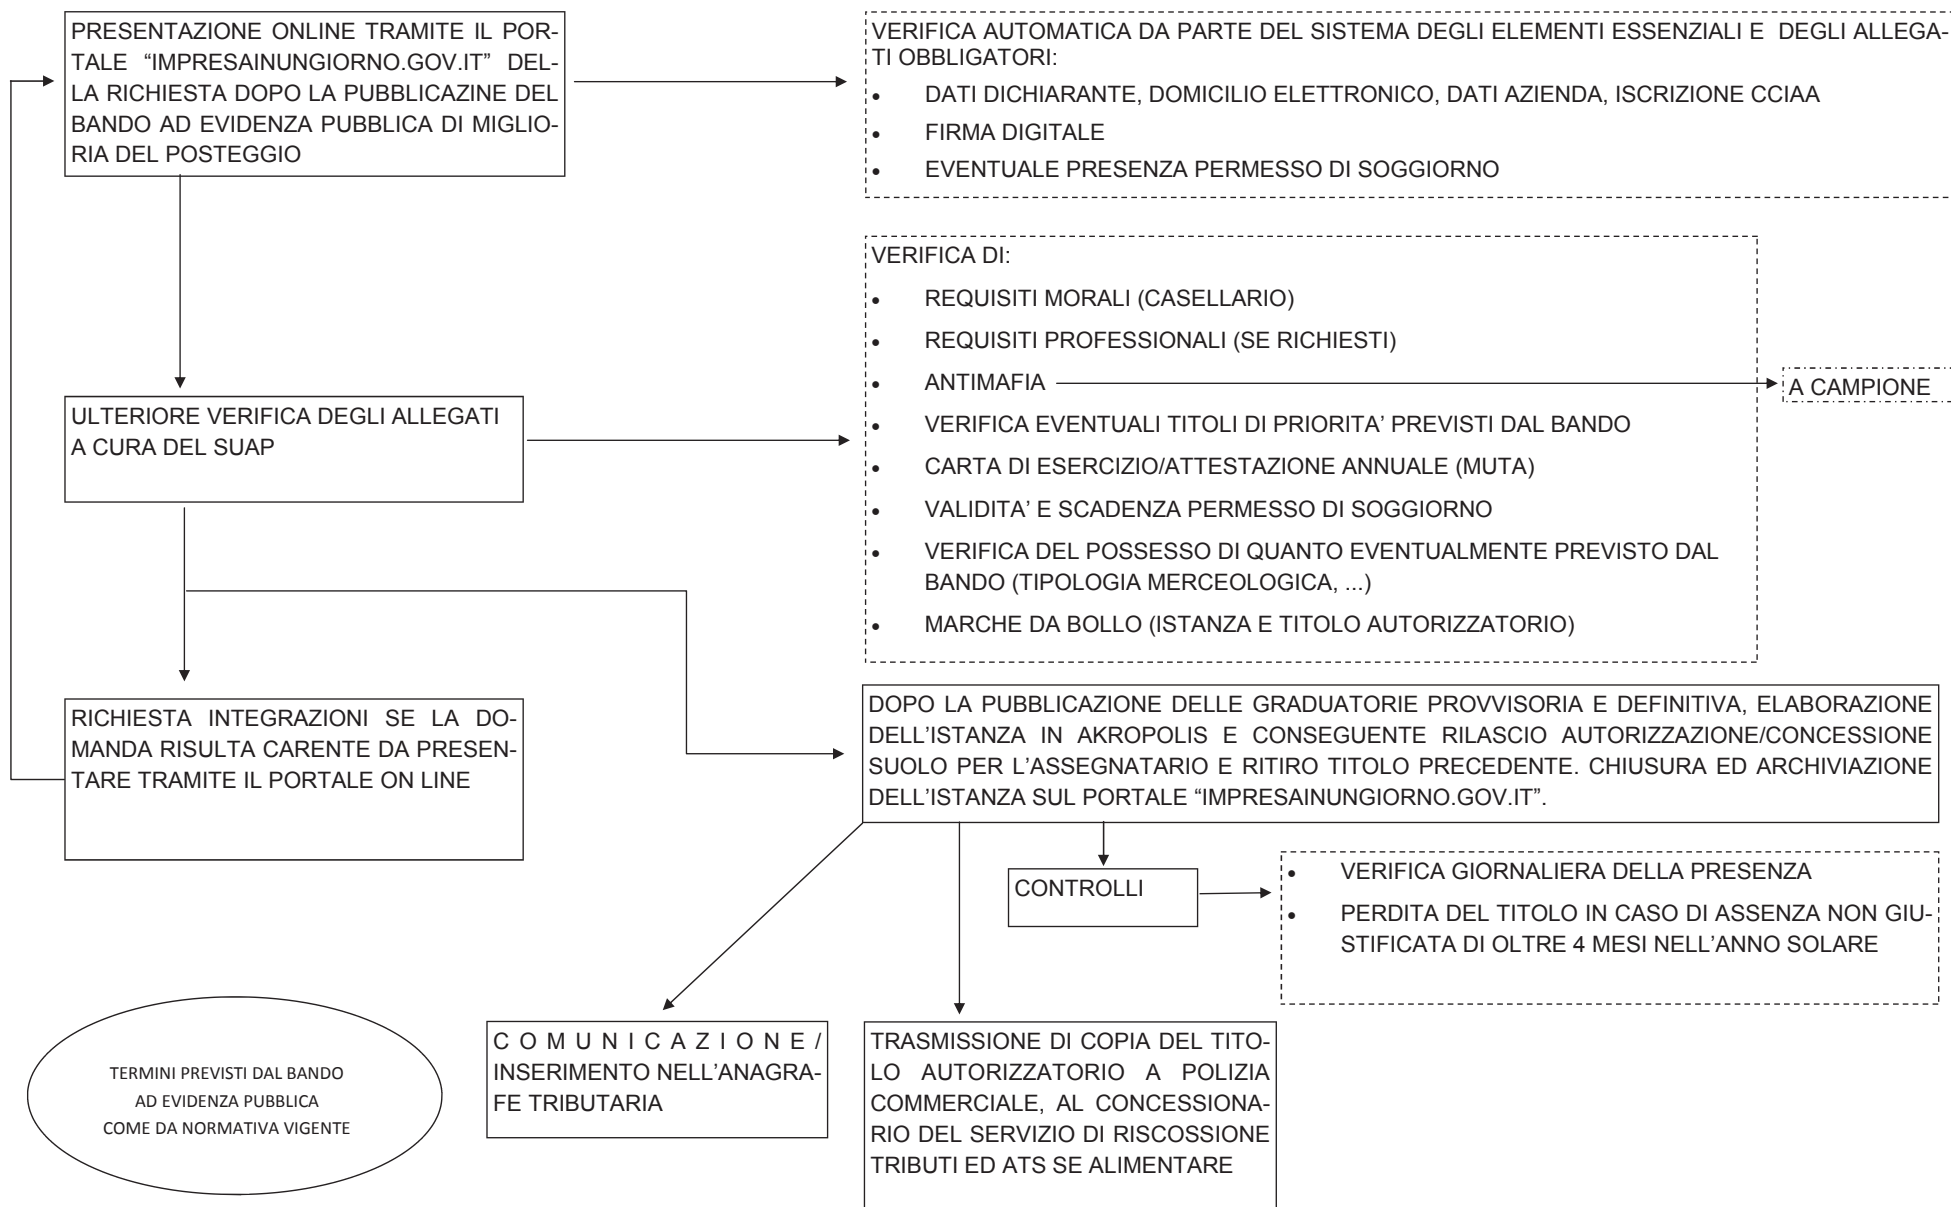 PRESENTAZIONE ONLINE TRAMITE IL POR-
TALE “IMPRESAINUNGIORNO.GOV.IT” DEL-
LA RICHIESTA DOPO LA PUBBLICAZINE DEL
BANDO AD EVIDENZA PUBBLICA DI MIGLIO-
RIA DEL POSTEGGIO
VERIFICA AUTOMATICA DA PARTE DEL SISTEMA DEGLI ELEMENTI ESSENZIALI E DEGLI ALLEGA-
TI OBBLIGATORI:
• DATI DICHIARANTE, DOMICILIO ELETTRONICO, DATI AZIENDA, ISCRIZIONE CCIAA
• FIRMA DIGITALE
• EVENTUALE PRESENZA PERMESSO DI SOGGIORNO
ULTERIORE VERIFICA DEGLI ALLEGATI
A CURA DEL SUAP
VERIFICA DI:
• REQUISITI MORALI (CASELLARIO)
• REQUISITI PROFESSIONALI (SE RICHIESTI)
• ANTIMAFIA
A CAMPIONE
• VERIFICA EVENTUALI TITOLI DI PRIORITA’ PREVISTI DAL BANDO
• CARTA DI ESERCIZIO/ATTESTAZIONE ANNUALE (MUTA)
• VALIDITA’ E SCADENZA PERMESSO DI SOGGIORNO
• VERIFICA DEL POSSESSO DI QUANTO EVENTUALMENTE PREVISTO DAL
BANDO (TIPOLOGIA MERCEOLOGICA, ...)
• MARCHE DA BOLLO (ISTANZA E TITOLO AUTORIZZATORIO)
RICHIESTA INTEGRAZIONI SE LA DO-
MANDA RISULTA CARENTE DA PRESEN-
TARE TRAMITE IL PORTALE ON LINE
DOPO LA PUBBLICAZIONE DELLE GRADUATORIE PROVVISORIA E DEFINITIVA, ELABORAZIONE
DELL’ISTANZA IN AKROPOLIS E CONSEGUENTE RILASCIO AUTORIZZAZIONE/CONCESSIONE
SUOLO PER L’ASSEGNATARIO E RITIRO TITOLO PRECEDENTE. CHIUSURA ED ARCHIVIAZIONE
DELL’ISTANZA SUL PORTALE “IMPRESAINUNGIORNO.GOV.IT”.
CONTROLLI
• VERIFICA GIORNALIERA DELLA PRESENZA
• PERDITA DEL TITOLO IN CASO DI ASSENZA NON GIU-
STIFICATA DI OLTRE 4 MESI NELL’ANNO SOLARE
TERMINI PREVISTI DAL BANDO
AD EVIDENZA PUBBLICA
COME DA NORMATIVA VIGENTE
COMUNICAZIONE/
INSERIMENTO NELL’ANAGRA-
FE TRIBUTARIA
TRASMISSIONE DI COPIA DEL TITO-
LO AUTORIZZATORIO A POLIZIA
COMMERCIALE, AL CONCESSIONA-
RIO DEL SERVIZIO DI RISCOSSIONE
TRIBUTI ED ATS SE ALIMENTARE